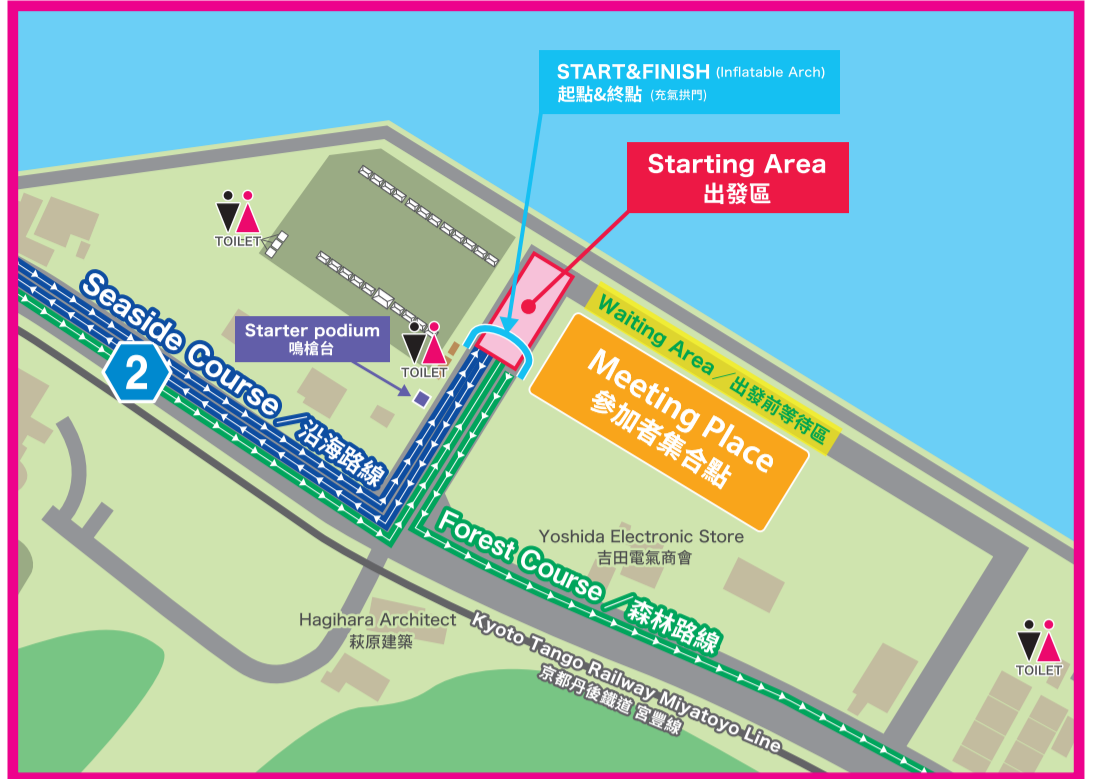 START&FINISH (Inflatable Arch)
起點&終點 (充氣拱門)
Starting Area
出發區
TOILET
Seaside Course／沿海路線
2
Starter podium
鳴槍台
TOILET
Waiting Area／出發前等待區
Meeting Place
參加者集合點
Forest Course／森林路線
Yoshida Electronic Store
吉田電氣商會
Hagihara Architect
萩原建築
Kyoto Tango Railway Miyatoyo Line
京都丹後鐵道 宮豐線
TOILET